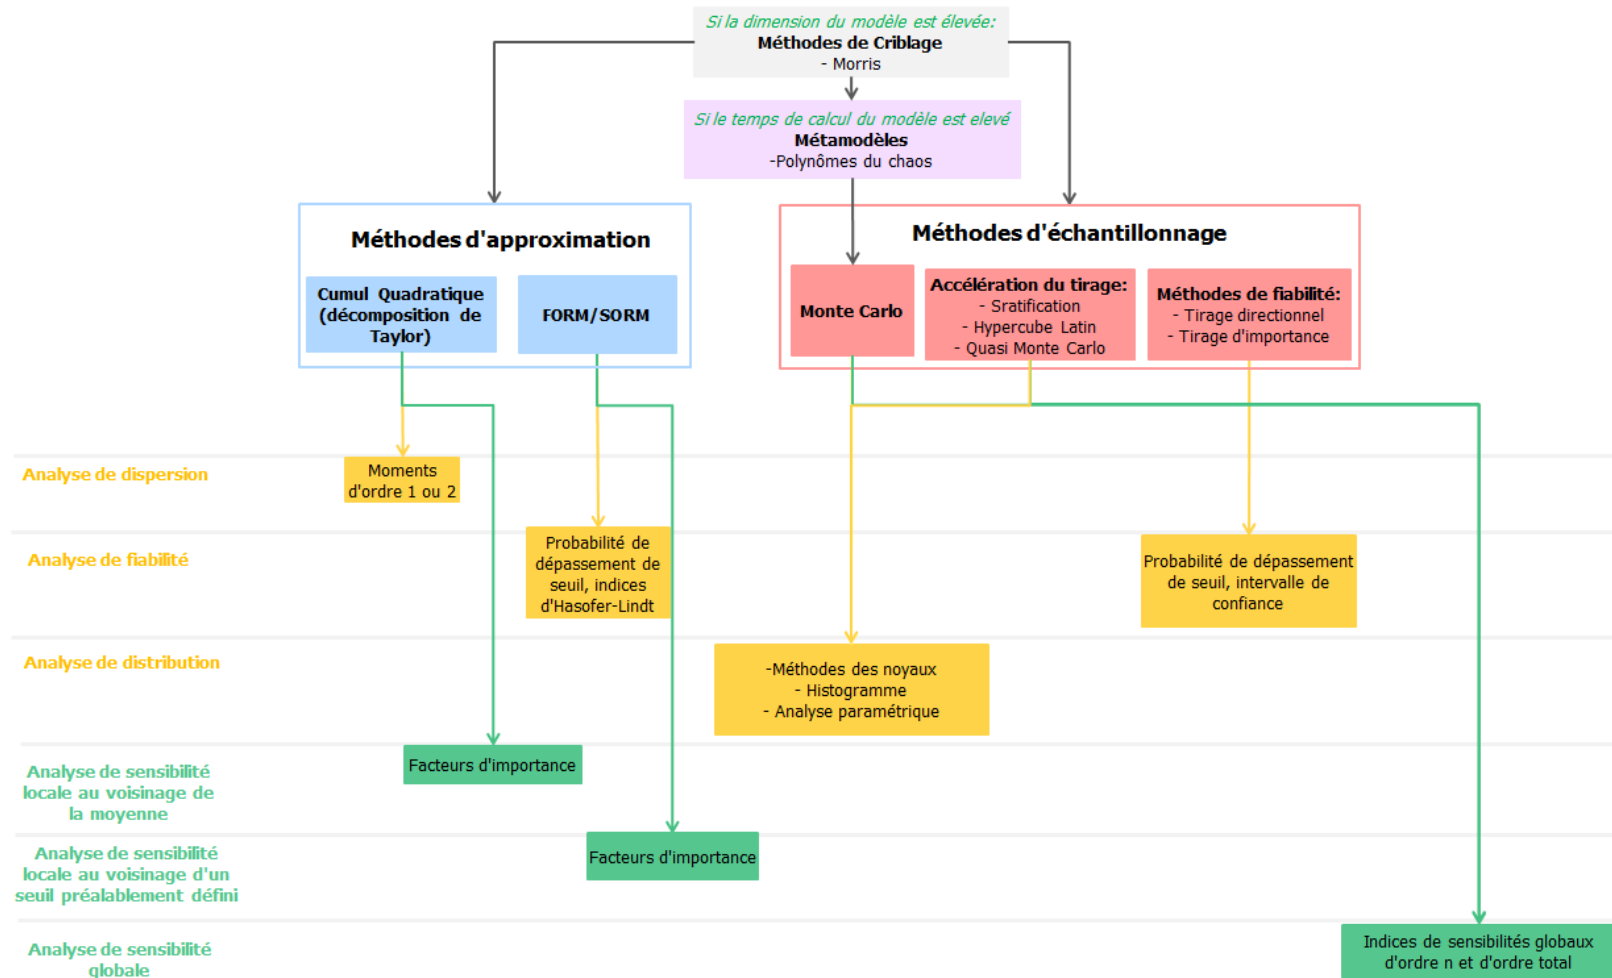 Si la dimension du modèle est élevée:
Méthodes de Criblage
- Morris
Si le temps de calcul du modèle est elevé
Métamodèles
-Polynômes du chaos
Méthodes d'approximation
Cumul Quadratique
(décomposition de
Taylor)
FORM/SORM
Méthodes d'échantillonnage
Monte Carlo
Accélération du tirage:
- Sratification
- Hypercube Latin
- Quasi Monte Carlo
Méthodes de fiabilité:
- Tirage directionnel
- Tirage d'importance
Analyse de dispersion
Moments
d'ordre 1 ou 2
Analyse de fiabilité
Probabilité de
dépassement de
seuil, indices
d'Hasofer-Lindt
Probabilité de dépassement
de seuil, intervalle de
confiance
Analyse de distribution
-Méthodes des noyaux
- Histogramme
- Analyse paramétrique
Analyse de sensibilité
locale au voisinage de
la moyenne
Facteurs d'importance
Analyse de sensibilité
locale au voisinage d'un
seuil préalablement défini
Facteurs d'importance
Analyse de sensibilité
globale
Indices de sensibilités globaux
d'ordre n et d'ordre total